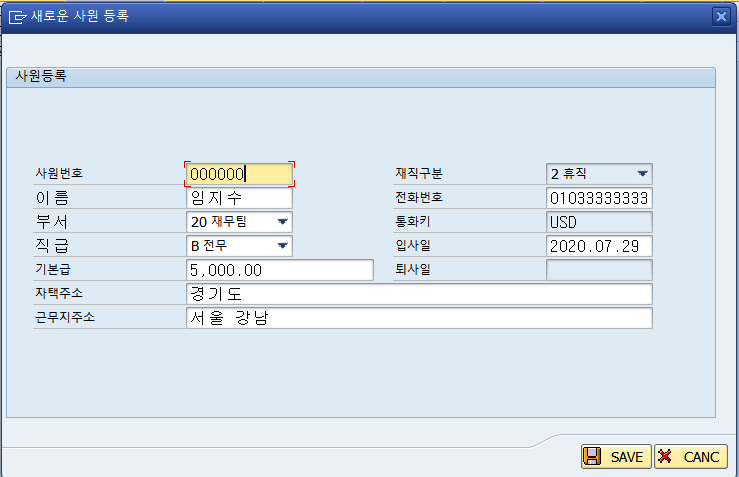 새로운 사원 등록
사원등록
사원번호 000000 재직구분 2 휴직
이름 임지수 전화번호 01033333333
부서 20 재무팀 통화키 USD
직급 B 전무 입사일 2020.07.29
기본급 5,000.00 퇴사일
자택주소 경기도
근무지주소 서울 강남
SAVE CANC